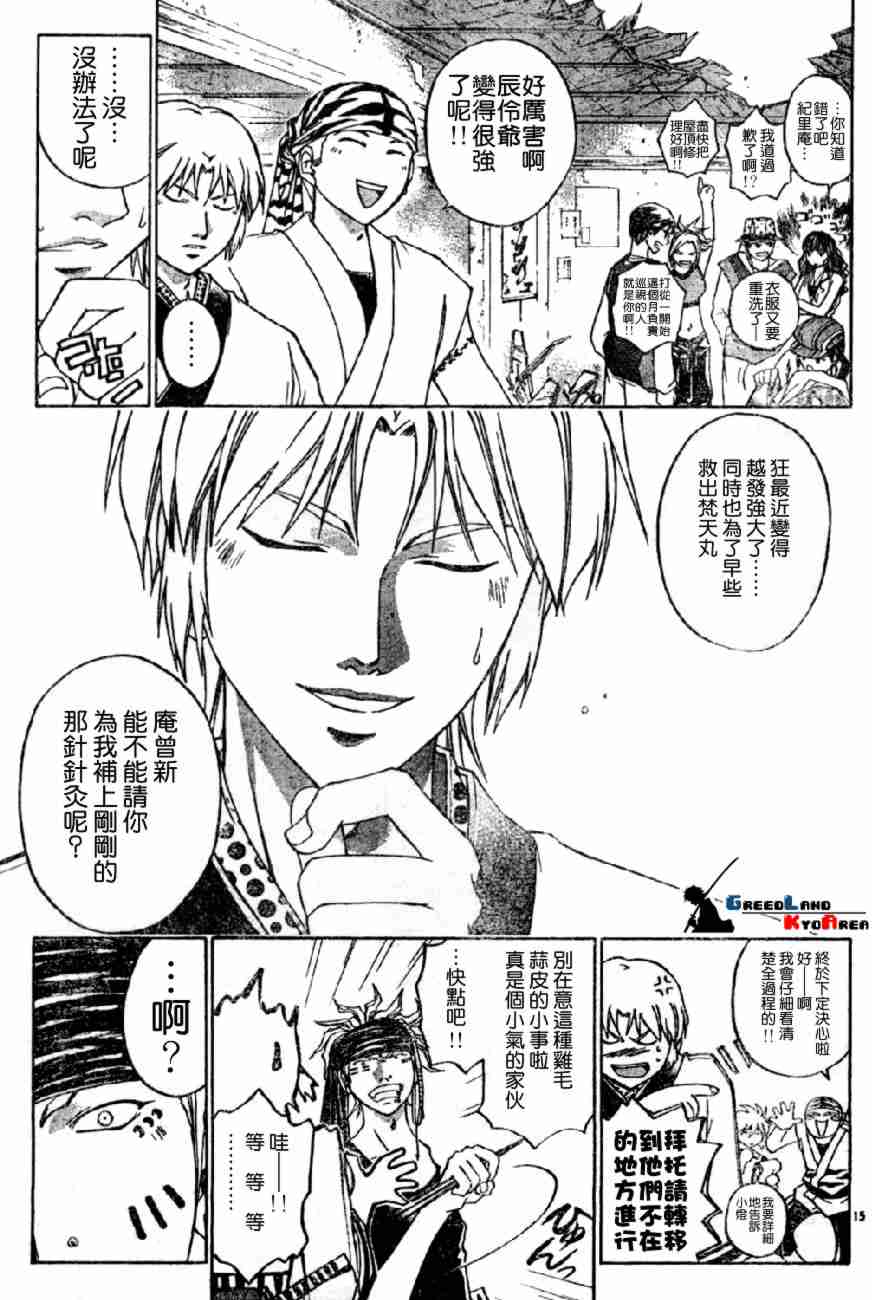 …你知道
錯了吧
紀里庵…
我道過
歉了啊!?
盡快把
屋頂修
理好啊!!
衣服又要
重洗了—
打從一開始
這個月負責
巡視的人
就是你啊!!
好厲害啊
辰伶爺
變得很強
了呢!!
……
……沒…
沒辦法了呢
狂最近變得
越發強大了……
同時也為了早些
救出梵天丸
庵曾新
能不能請你
為我補上剛剛的
那針針灸呢?
GREEDLAND
KYOAREA
終於下定決心啦
好——啊
我會仔細看清
楚全過程的!!
我要詳細
地告訴
小燈
拜托請轉移
到他們不在
的地方進行
別在意這種雞毛
蒜皮的小事啦
真是個小氣的家伙
…快點吧!!
哇——!!
等等等
………
…啊?
15